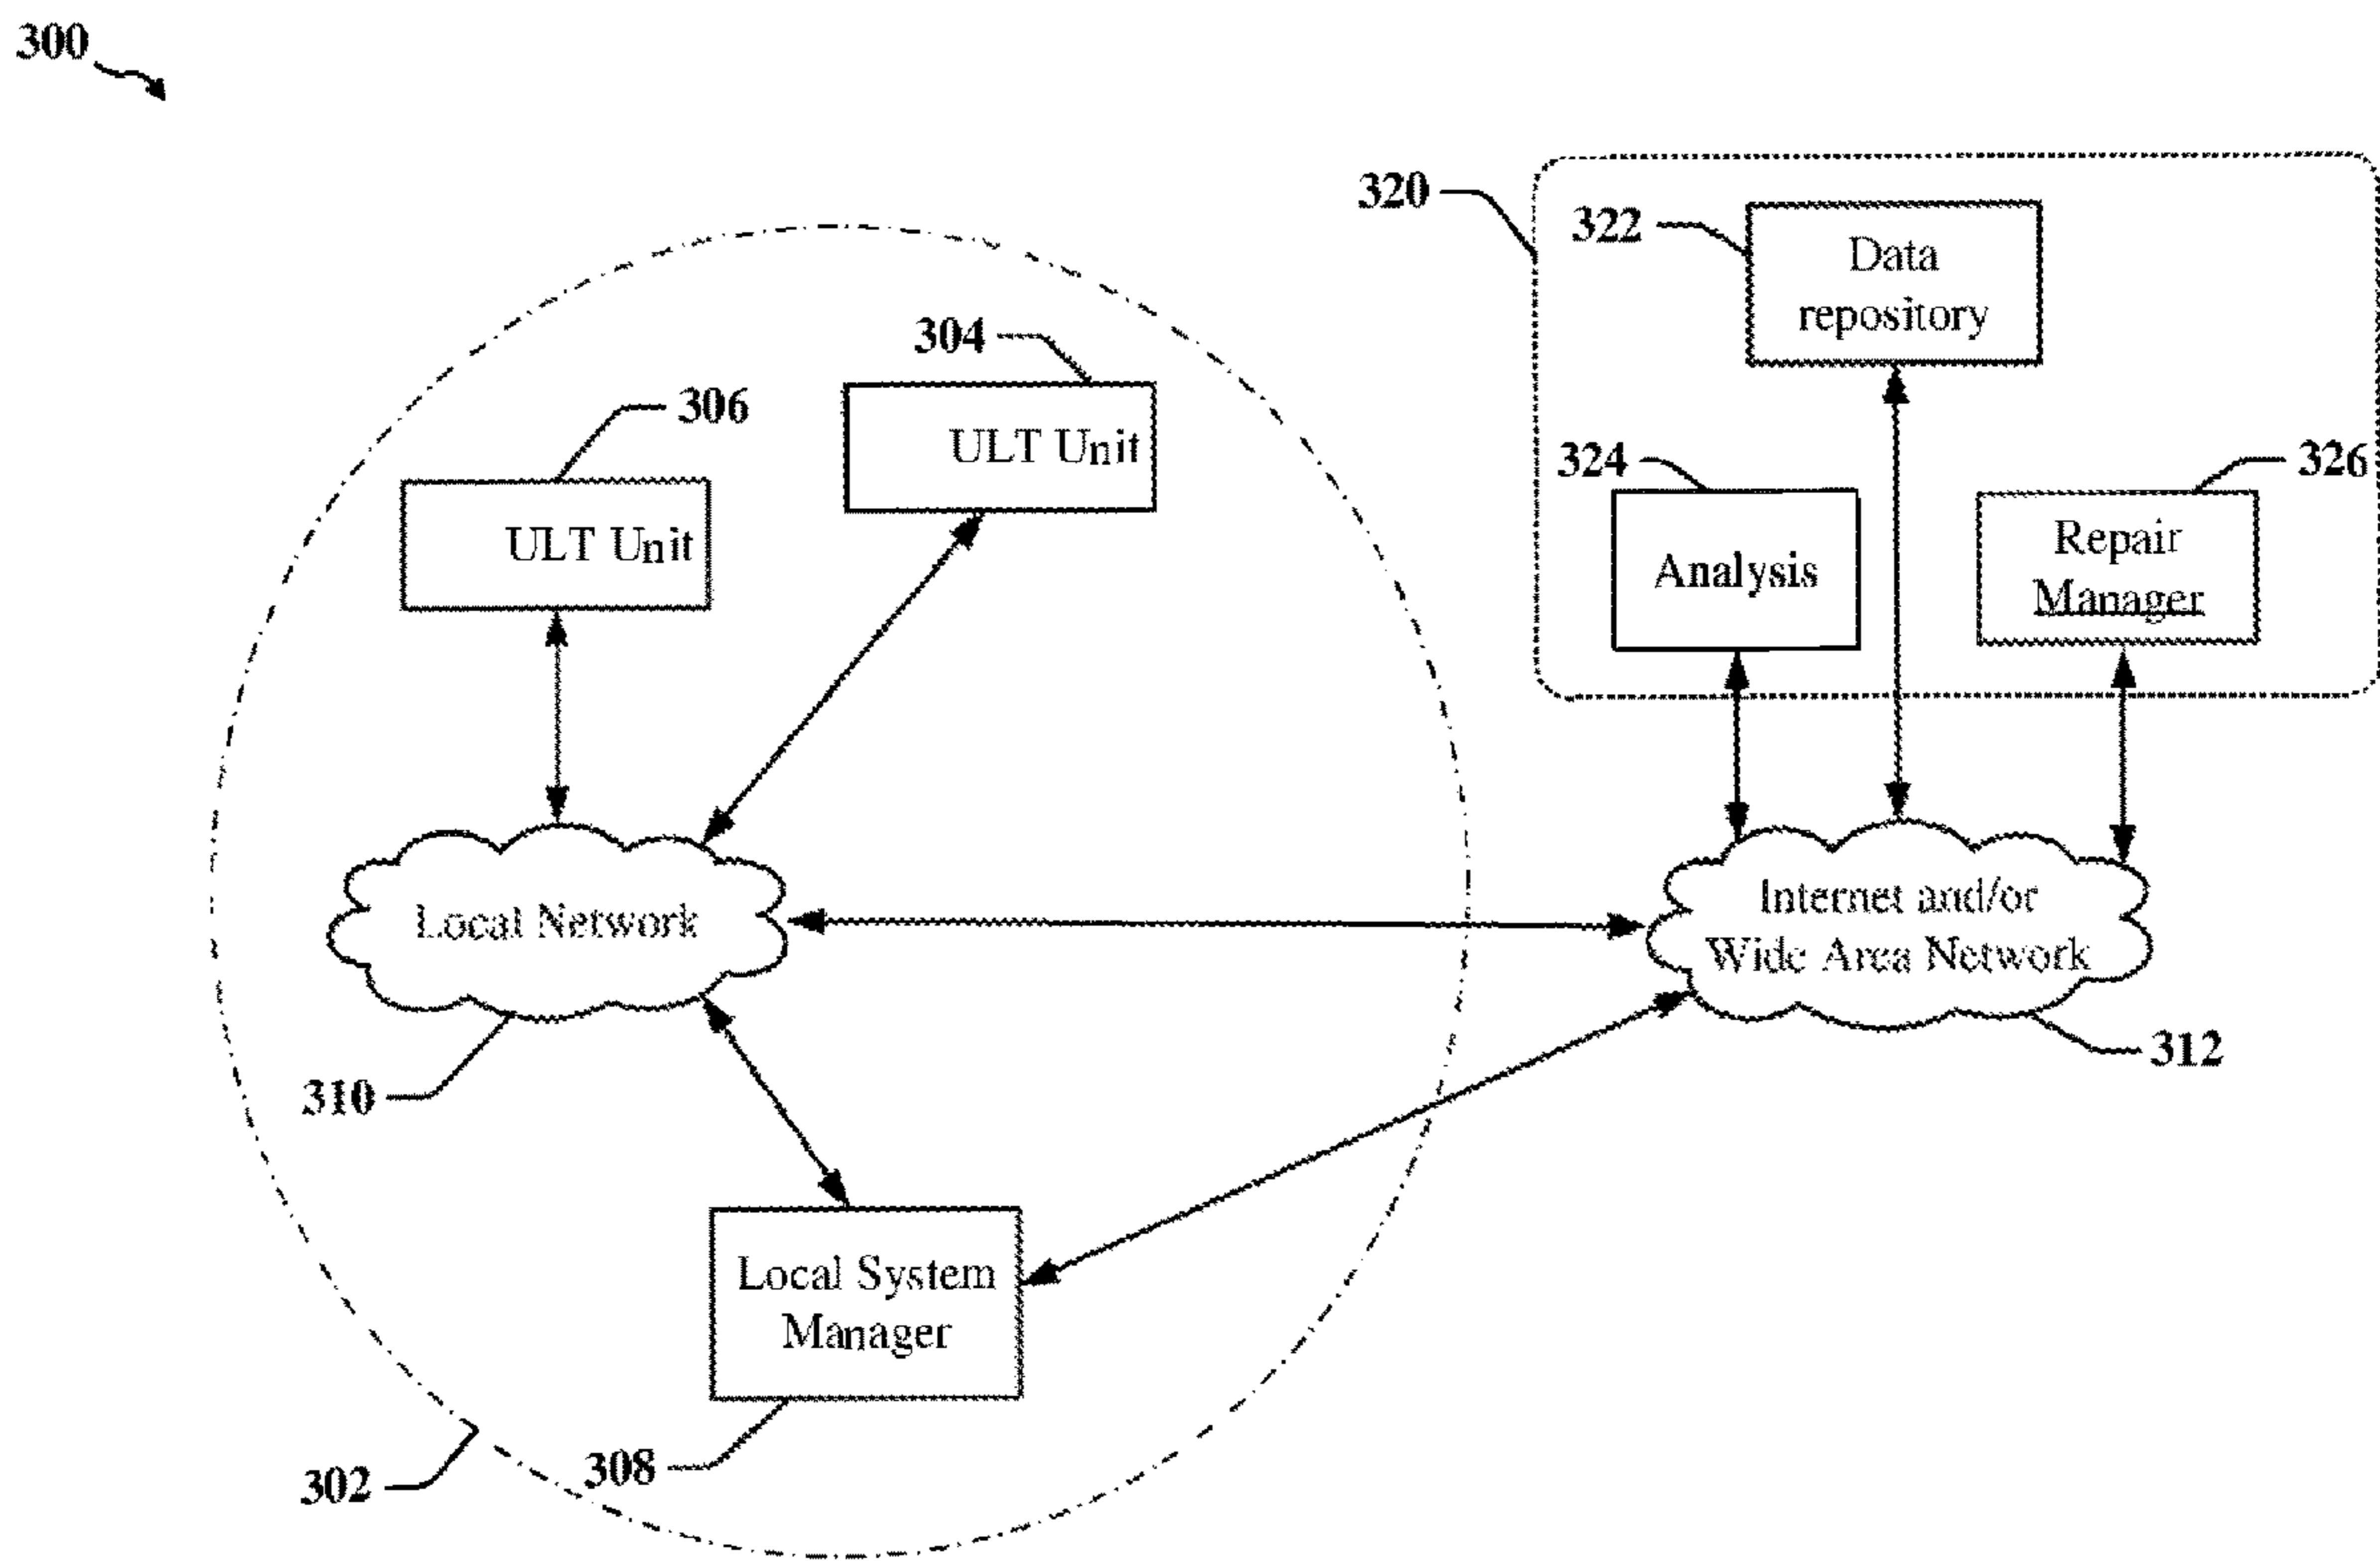 300
320
322
Data
repository
304
ULT Unit
306
ULT Unit
324
Analysis
326
Repair
Manager
Local Network
Internet and/or
Wide Area Network
310
312
Local System
Manager
302
308